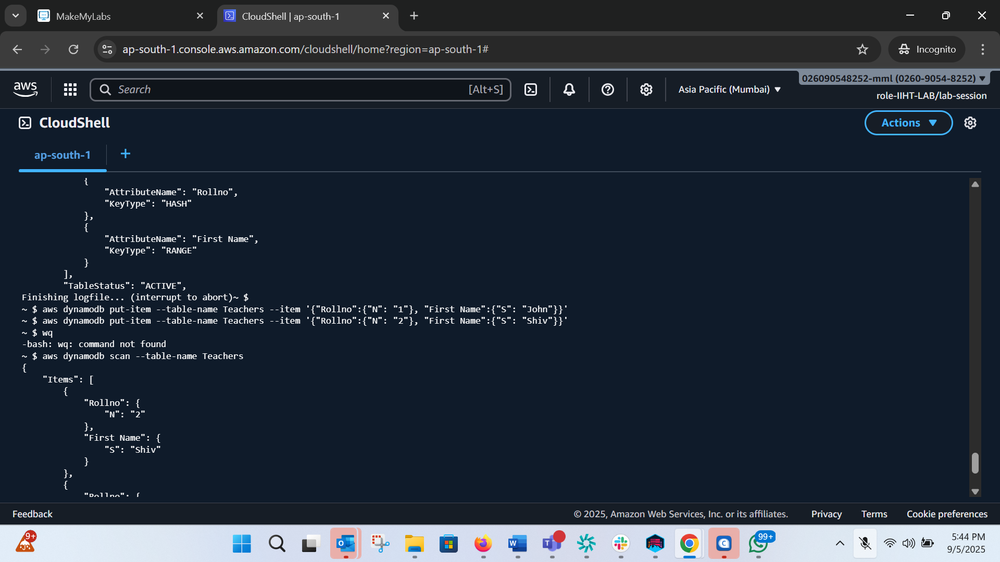 MakeMyLabs
CloudShell | ap-south-1
ap-south-1.console.aws.amazon.com/cloudshell/home?region=ap-south-1#
Incognito
aws
Search
[Alt+S]
Asia Pacific (Mumbai)
026090548252-mml (0260-9054-8252)
role-IIHT-LAB/lab-session
CloudShell
Actions
ap-south-1
{
"AttributeName": "Rollno",
"KeyType": "HASH"
},
{
"AttributeName": "First Name",
"KeyType": "RANGE"
}
],
"TableStatus": "ACTIVE",
Finishing logfile... (interrupt to abort)~ $
~ $ aws dynamodb put-item --table-name Teachers --item '{"Rollno":{"N": "1"}, "First Name":{"S": "John"}}'
~ $ aws dynamodb put-item --table-name Teachers --item '{"Rollno":{"N": "2"}, "First Name":{"S": "Shiv"}}'
~ $ wq
-bash: wq: command not found
~ $ aws dynamodb scan --table-name Teachers
{
"Items": [
{
"Rollno": {
"N": "2"
},
"First Name": {
"S": "Shiv"
}
},
{
"Rollno": {
Feedback
© 2025, Amazon Web Services, Inc. or its affiliates.
Privacy
Terms
Cookie preferences
9+
99+
5:44 PM
9/5/2025